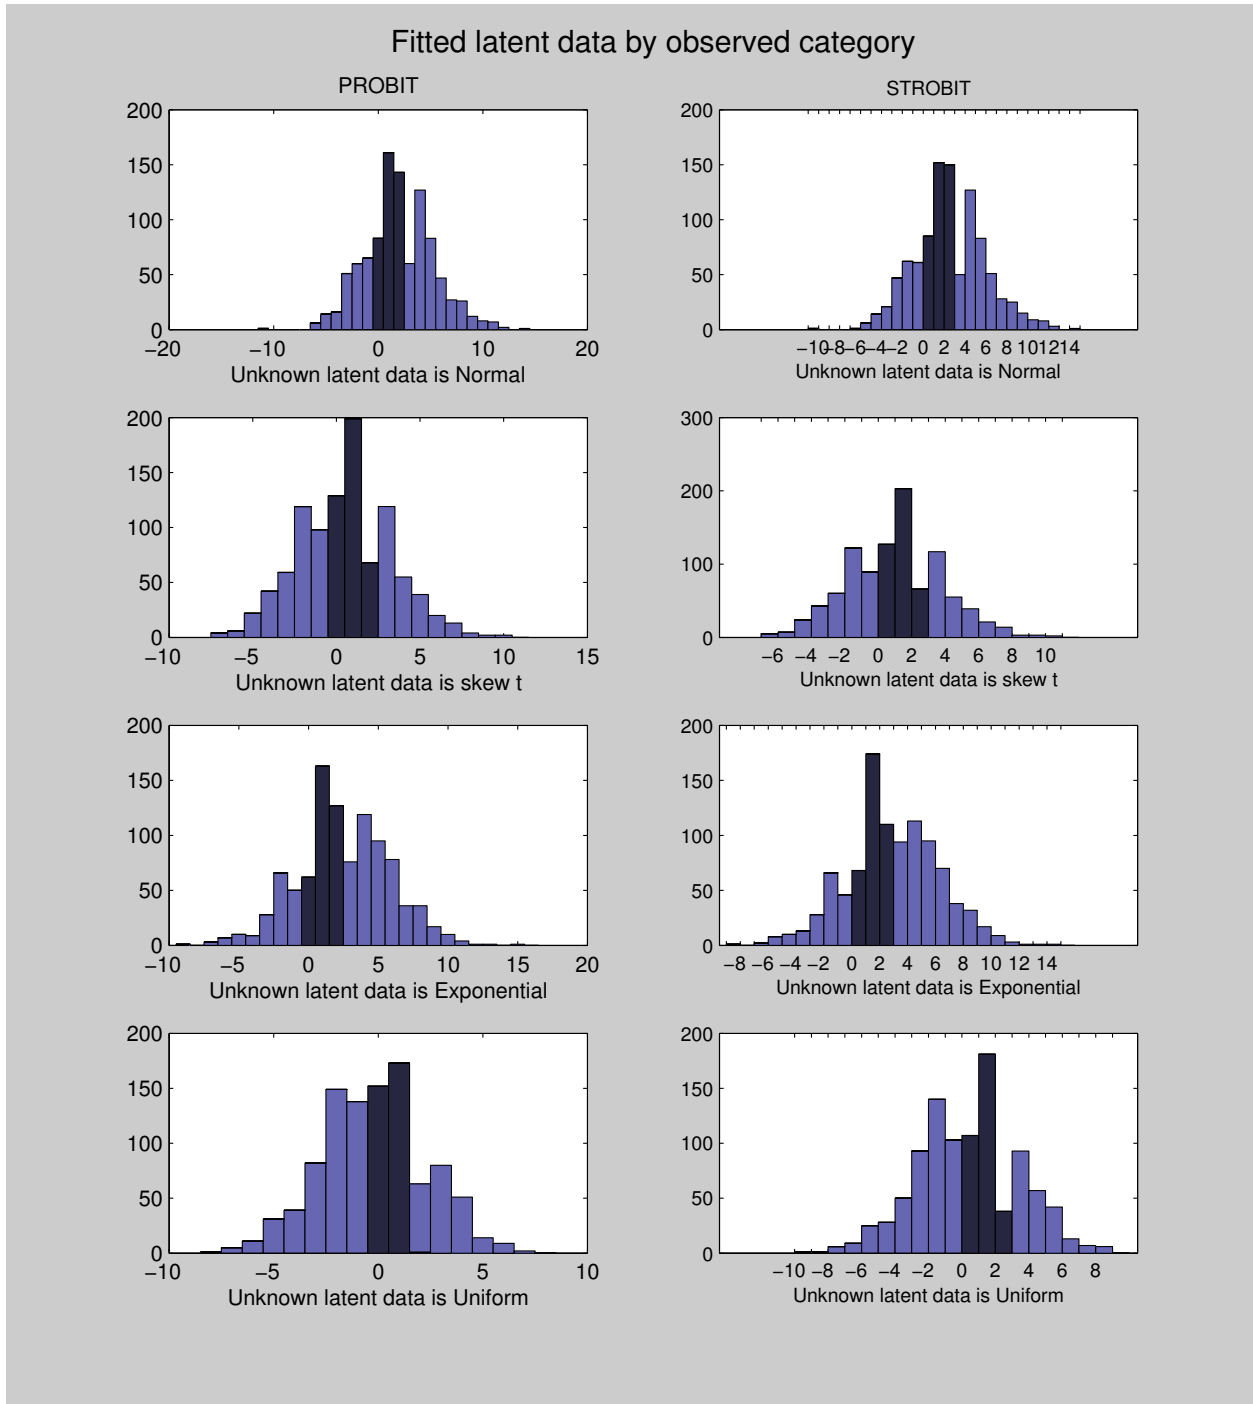 Fitted latent data by observed category
PROBIT
STROBIT
200
150
100
50
0
−20 −10 0 10 20
Unknown latent data is Normal
200
150
100
50
0
−10 −8 −6 −4 −2 0 2 4 6 8 10 12 14
Unknown latent data is Normal
200
150
100
50
0
−10 −5 0 5 10 15
Unknown latent data is skew t
300
200
100
0
−6 −4 −2 0 2 4 6 8 10
Unknown latent data is skew t
200
150
100
50
0
−10 −5 0 5 10 15 20
Unknown latent data is Exponential
200
150
100
50
0
−8 −6 −4 −2 0 2 4 6 8 10 12 14
Unknown latent data is Exponential
200
150
100
50
0
−10 −5 0 5 10
Unknown latent data is Uniform
200
150
100
50
0
−10 −8 −6 −4 −2 0 2 4 6 8
Unknown latent data is Uniform